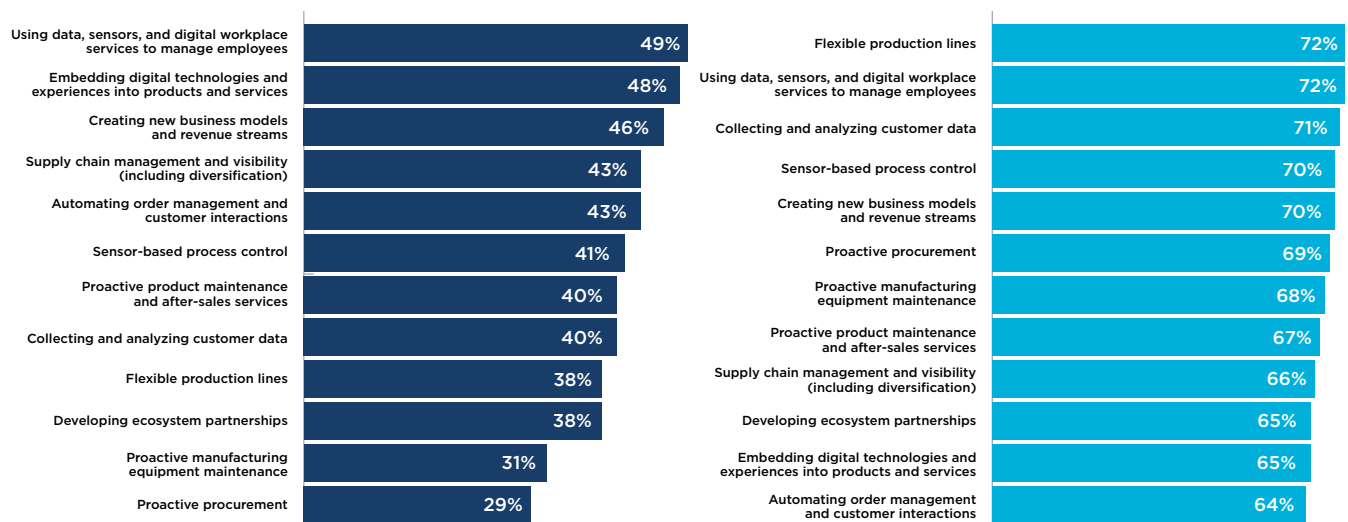 Using data, sensors, and digital workplace
services to manage employees
49%
Embedding digital technologies and
experiences into products and services
48%
Creating new business models
and revenue streams
46%
Supply chain management and visibility
(including diversification)
43%
Automating order management and
customer interactions
43%
Sensor-based process control
41%
Proactive product maintenance
and after-sales services
40%
Collecting and analyzing customer data
40%
Flexible production lines
38%
Developing ecosystem partnerships
38%
Proactive manufacturing
equipment maintenance
31%
Proactive procurement
29%
Flexible production lines
72%
Using data, sensors, and digital workplace
services to manage employees
72%
Collecting and analyzing customer data
71%
Sensor-based process control
70%
Creating new business models
and revenue streams
70%
Proactive procurement
69%
Proactive manufacturing
equipment maintenance
68%
Proactive product maintenance
and after-sales services
67%
Supply chain management and visibility
(including diversification)
66%
Developing ecosystem partnerships
65%
Embedding digital technologies and
experiences into products and services
65%
Automating order management
and customer interactions
64%